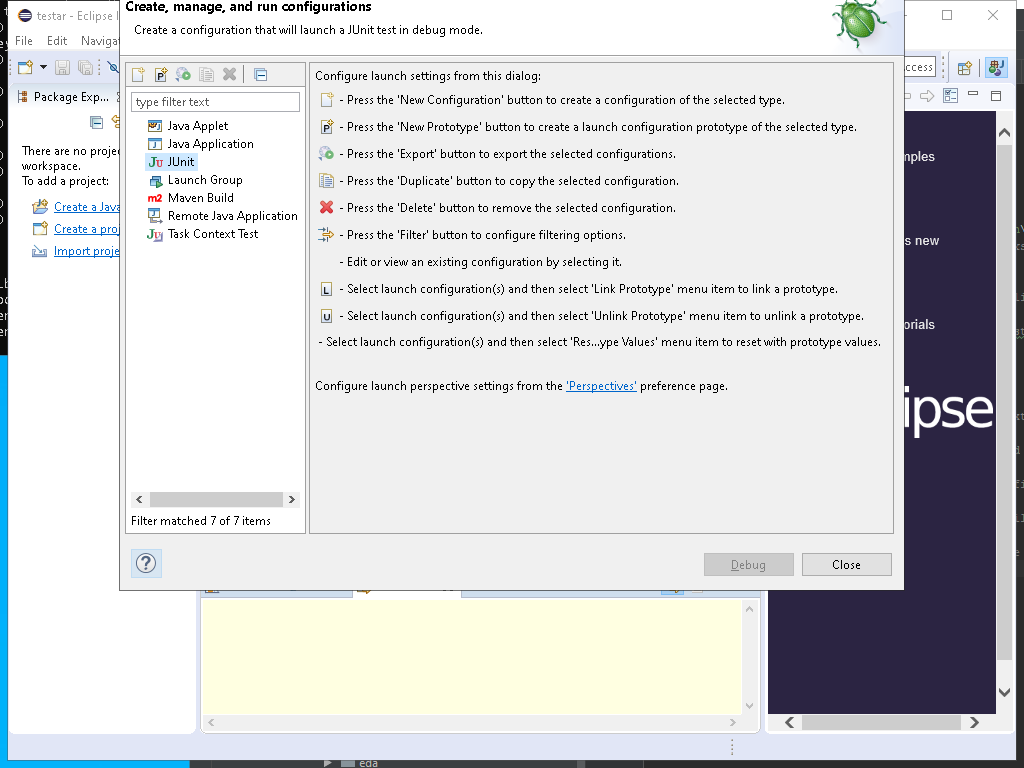 Create, manage, and run configurations
Create a configuration that will launch a JUnit test in debug mode.
testar - Eclipse
File Edit Navigat
cess
type filter text
Java Applet
Java Application
JU JUnit
Launch Group
m2 Maven Build
Remote Java Application
JU Task Context Test
Filter matched 7 of 7 items
Configure launch settings from this dialog:
- Press the 'New Configuration' button to create a configuration of the selected type.
P - Press the 'New Prototype' button to create a launch configuration prototype of the selected type.
- Press the 'Export' button to export the selected configurations.
- Press the 'Duplicate' button to copy the selected configuration.
- Press the 'Delete' button to remove the selected configuration.
- Press the 'Filter' button to configure filtering options.
- Edit or view an existing configuration by selecting it.
L - Select launch configuration(s) and then select 'Link Prototype' menu item to link a prototype.
U - Select launch configuration(s) and then select 'Unlink Prototype' menu item to unlink a prototype.
- Select launch configuration(s) and then select 'Res...ype Values' menu item to reset with prototype values.
Configure launch perspective settings from the 'Perspectives' preference page.
? Debug Close
Package Exp...
There are no projec
workspace.
To add a project:
Create a Java
Create a proj
Import proje
mples
s new
orials
ipse
eda